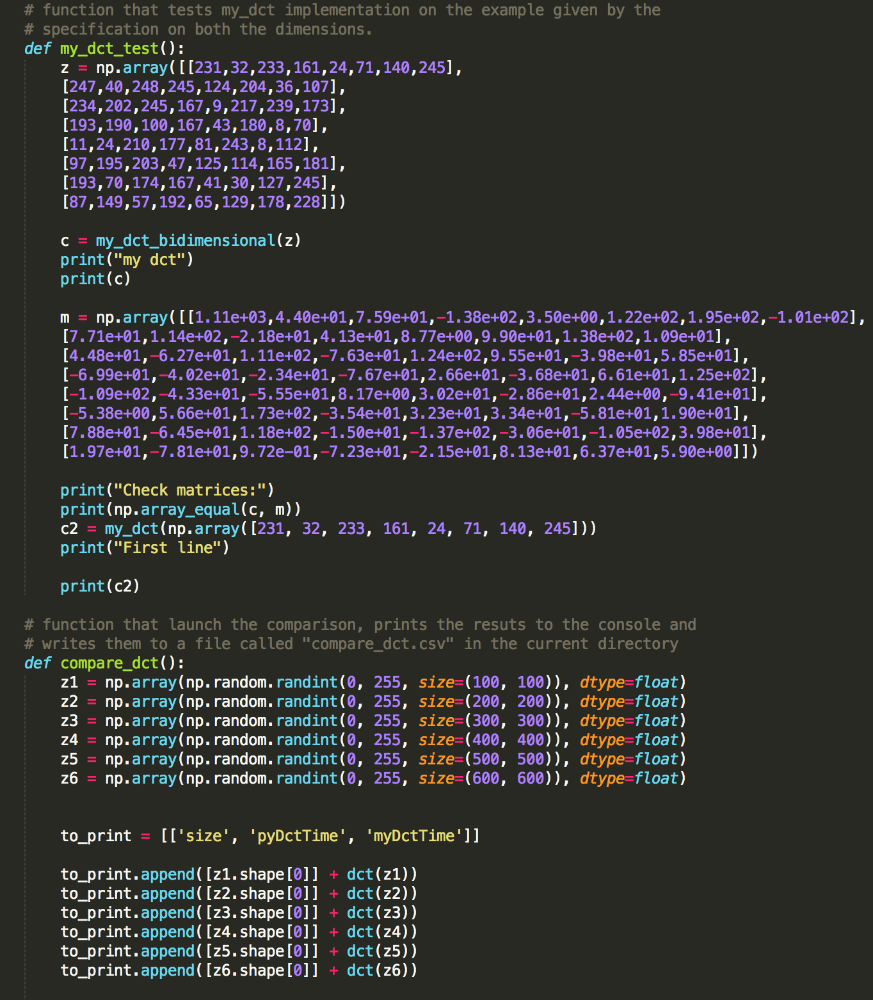 # function that tests my_dct implementation on the example given by the
# specification on both the dimensions.
def my_dct_test():
    z = np.array([[231,32,233,161,24,71,140,245],
    [247,40,248,245,124,204,36,107],
    [234,202,245,167,9,217,239,173],
    [193,190,100,167,43,180,8,70],
    [11,24,210,177,81,243,8,112],
    [97,195,203,47,125,114,165,181],
    [193,70,174,167,41,30,127,245],
    [87,149,57,192,65,129,178,228]])

    c = my_dct_bidimensional(z)
    print("my dct")
    print(c)

    m = np.array([[1.11e+03,4.40e+01,7.59e+01,-1.38e+02,3.50e+00,1.22e+02,1.95e+02,-1.01e+02],
    [7.71e+01,1.14e+02,-2.18e+01,4.13e+01,8.77e+00,9.90e+01,1.38e+02,1.09e+01],
    [4.48e+01,-6.27e+01,1.11e+02,-7.63e+01,1.24e+02,9.55e+01,-3.98e+01,5.85e+01],
    [-6.99e+01,-4.02e+01,-2.34e+01,-7.67e+01,2.66e+01,-3.68e+01,6.61e+01,1.25e+02],
    [-1.09e+02,-4.33e+01,-5.55e+01,8.17e+00,3.02e+01,-2.86e+01,2.44e+00,-9.41e+01],
    [-5.38e+00,5.66e+01,1.73e+02,-3.54e+01,3.23e+01,3.34e+01,-5.81e+01,1.90e+01],
    [7.88e+01,-6.45e+01,1.18e+02,-1.50e+01,-1.37e+02,-3.06e+01,-1.05e+02,3.98e+01],
    [1.97e+01,-7.81e+01,9.72e-01,-7.23e+01,-2.15e+01,8.13e+01,6.37e+01,5.90e+00]])

    print("Check matrices:")
    print(np.array_equal(c, m))
    c2 = my_dct(np.array([231, 32, 233, 161, 24, 71, 140, 245]))
    print("First line")

    print(c2)

# function that launch the comparison, prints the resuts to the console and
# writes them to a file called "compare_dct.csv" in the current directory
def compare_dct():
    z1 = np.array(np.random.randint(0, 255, size=(100, 100)), dtype=float)
    z2 = np.array(np.random.randint(0, 255, size=(200, 200)), dtype=float)
    z3 = np.array(np.random.randint(0, 255, size=(300, 300)), dtype=float)
    z4 = np.array(np.random.randint(0, 255, size=(400, 400)), dtype=float)
    z5 = np.array(np.random.randint(0, 255, size=(500, 500)), dtype=float)
    z6 = np.array(np.random.randint(0, 255, size=(600, 600)), dtype=float)


    to_print = [['size', 'pyDctTime', 'myDctTime']]

    to_print.append([z1.shape[0]] + dct(z1))
    to_print.append([z2.shape[0]] + dct(z2))
    to_print.append([z3.shape[0]] + dct(z3))
    to_print.append([z4.shape[0]] + dct(z4))
    to_print.append([z5.shape[0]] + dct(z5))
    to_print.append([z6.shape[0]] + dct(z6))